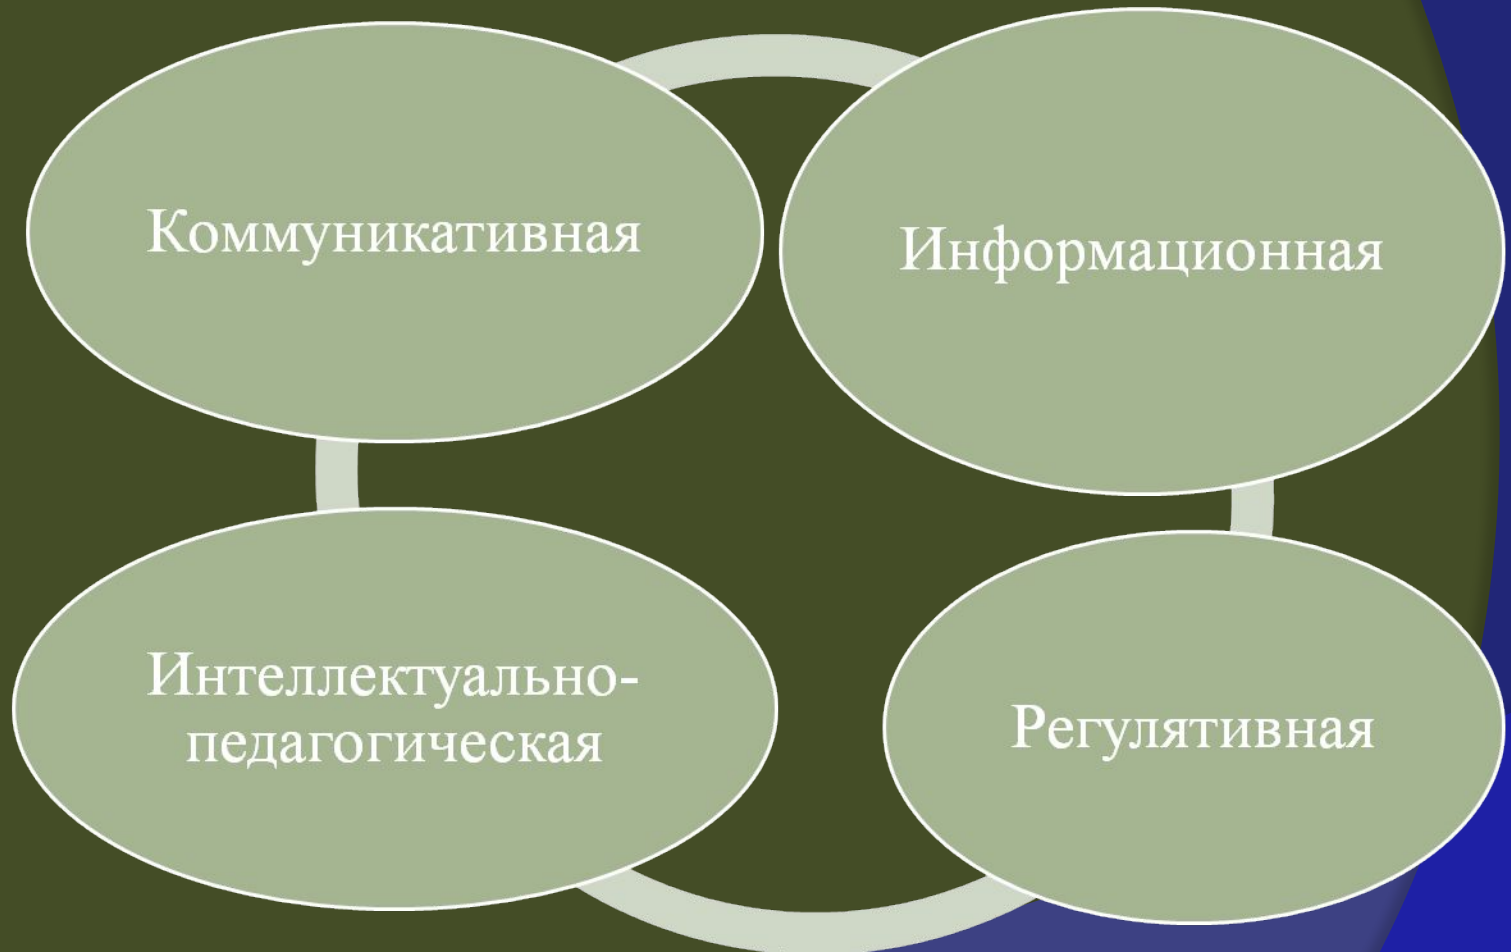 Коммуникативная
Информационная
Интеллектуально-
педагогическая
Регулятивная